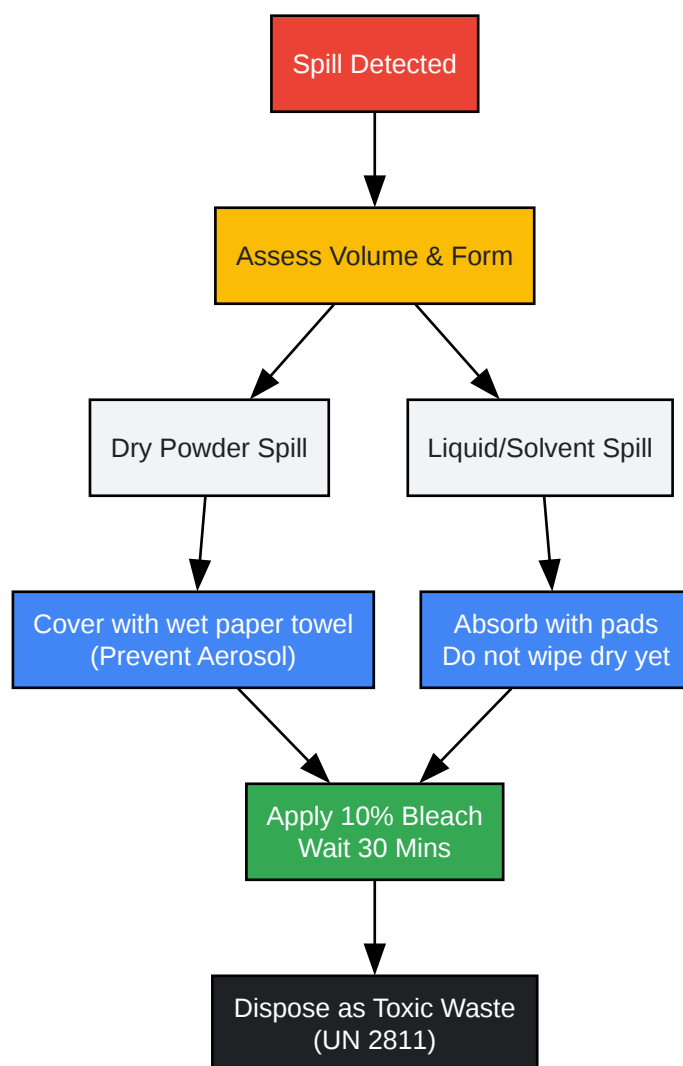 Spill Detected
Assess Volume & Form
Dry Powder Spill
Liquid/Solvent Spill
Cover with wet paper towel
(Prevent Aerosol)
Absorb with pads
Do not wipe dry yet
Apply 10% Bleach
Wait 30 Mins
Dispose as Toxic Waste
(UN 2811)